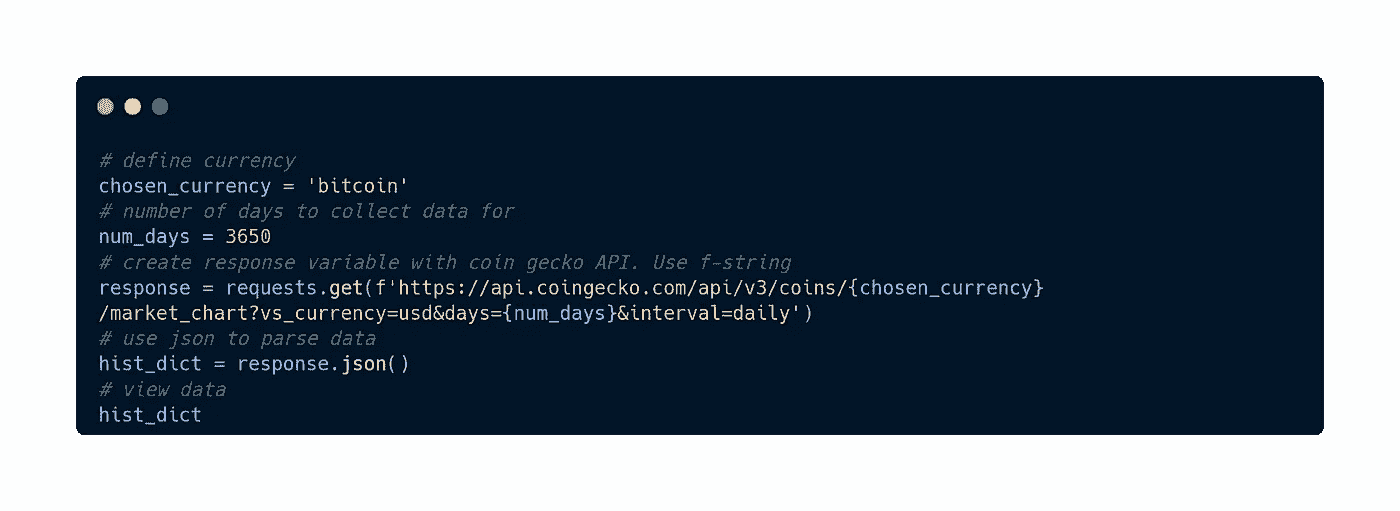 # define currency
chosen_currency = 'bitcoin'
# number of days to collect data for
num_days = 3650
# create response variable with coin gecko API. Use f-string
response = requests.get(f'https://api.coingecko.com/api/v3/coins/{chosen_currency}
/market_chart?vs_currency=usd&days={num_days}&interval=daily')
# use json to parse data
hist_dict = response.json()
# view data
hist_dict